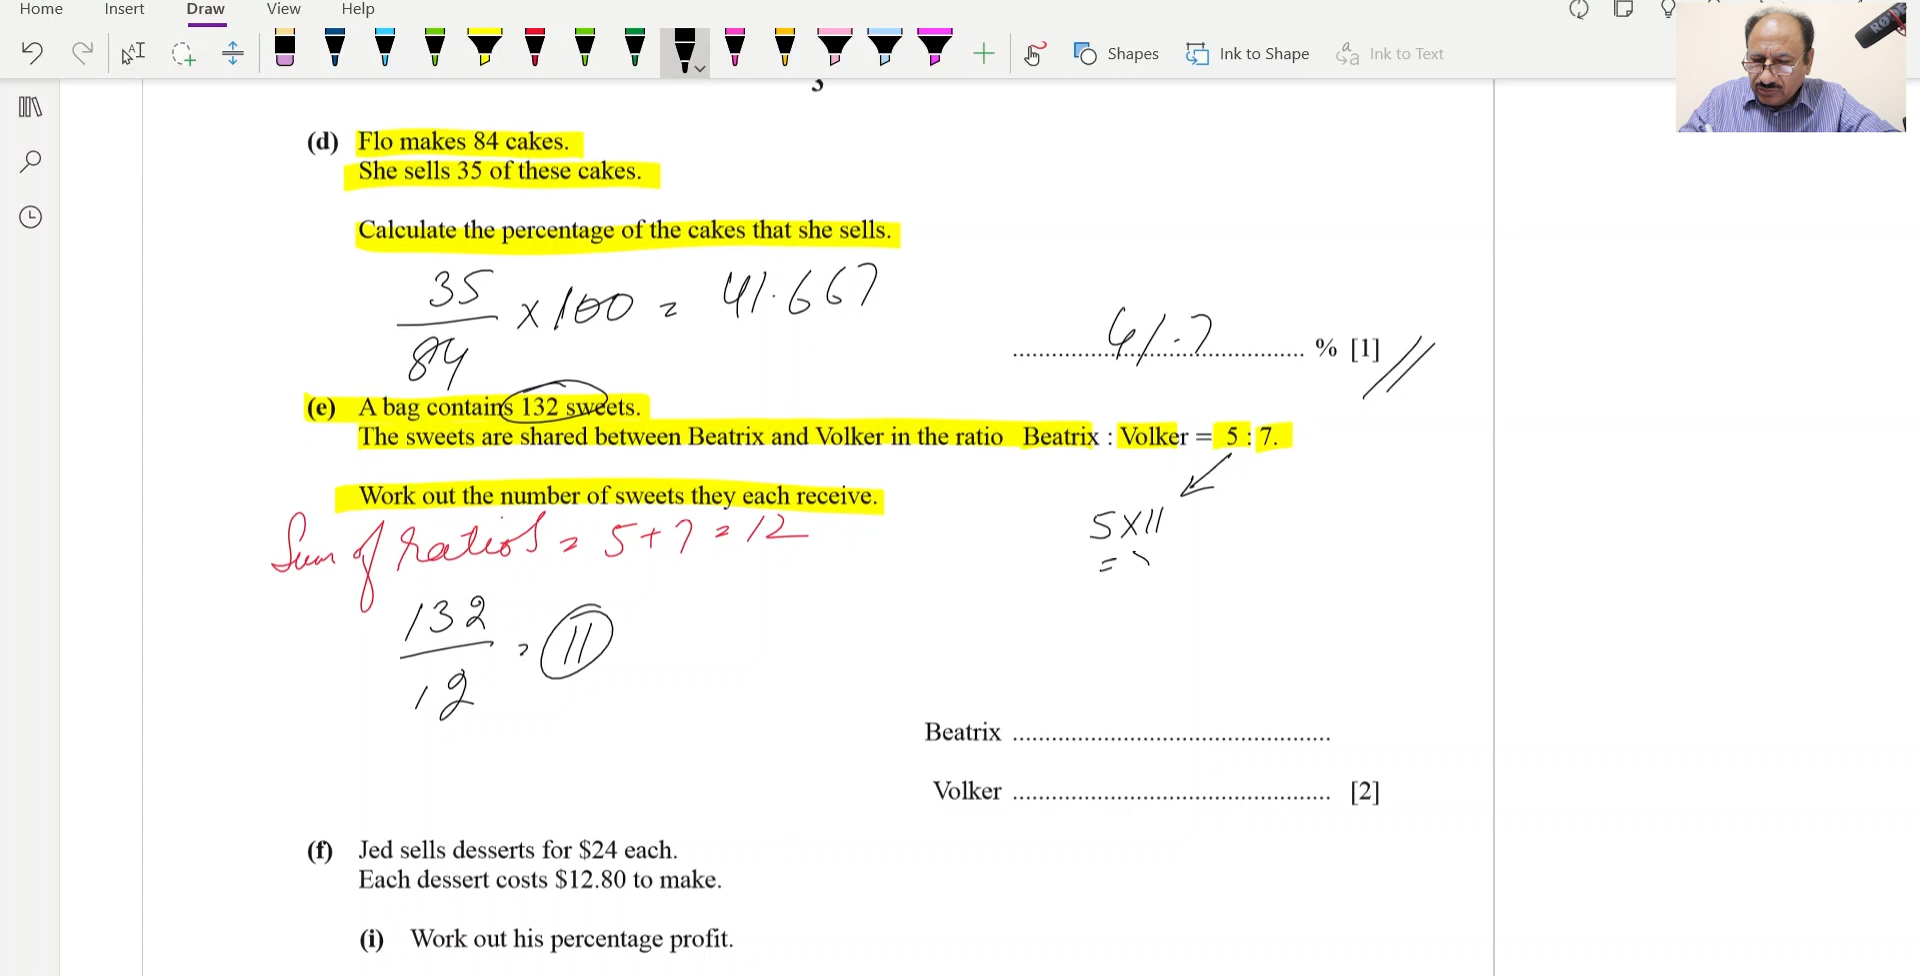 Home Insert Draw View Help
Shapes Ink to Shape Ink to Text
3
(d) Flo makes 84 cakes.
She sells 35 of these cakes.
Calculate the percentage of the cakes that she sells.
35/84 × 100 = 41.667
41.7 % [1]
(e) A bag contains 132 sweets.
The sweets are shared between Beatrix and Volker in the ratio Beatrix : Volker = 5 : 7.
Work out the number of sweets they each receive.
Sum of ratios = 5+7 = 12
5×11
=
132/12 = 11
Beatrix
Volker [2]
(f) Jed sells desserts for $24 each.
Each dessert costs $12.80 to make.
(i) Work out his percentage profit.